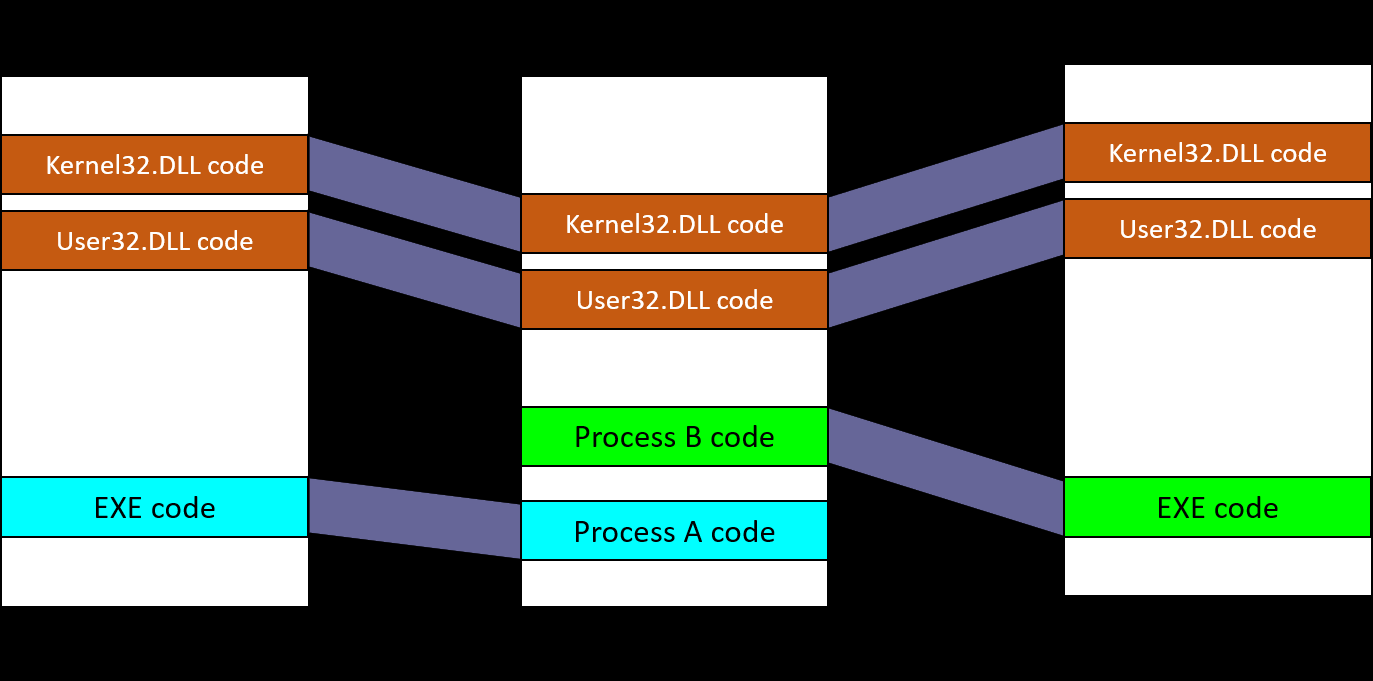 Kernel32.DLL code
User32.DLL code
EXE code
Kernel32.DLL code
User32.DLL code
Process B code
Process A code
Kernel32.DLL code
User32.DLL code
EXE code